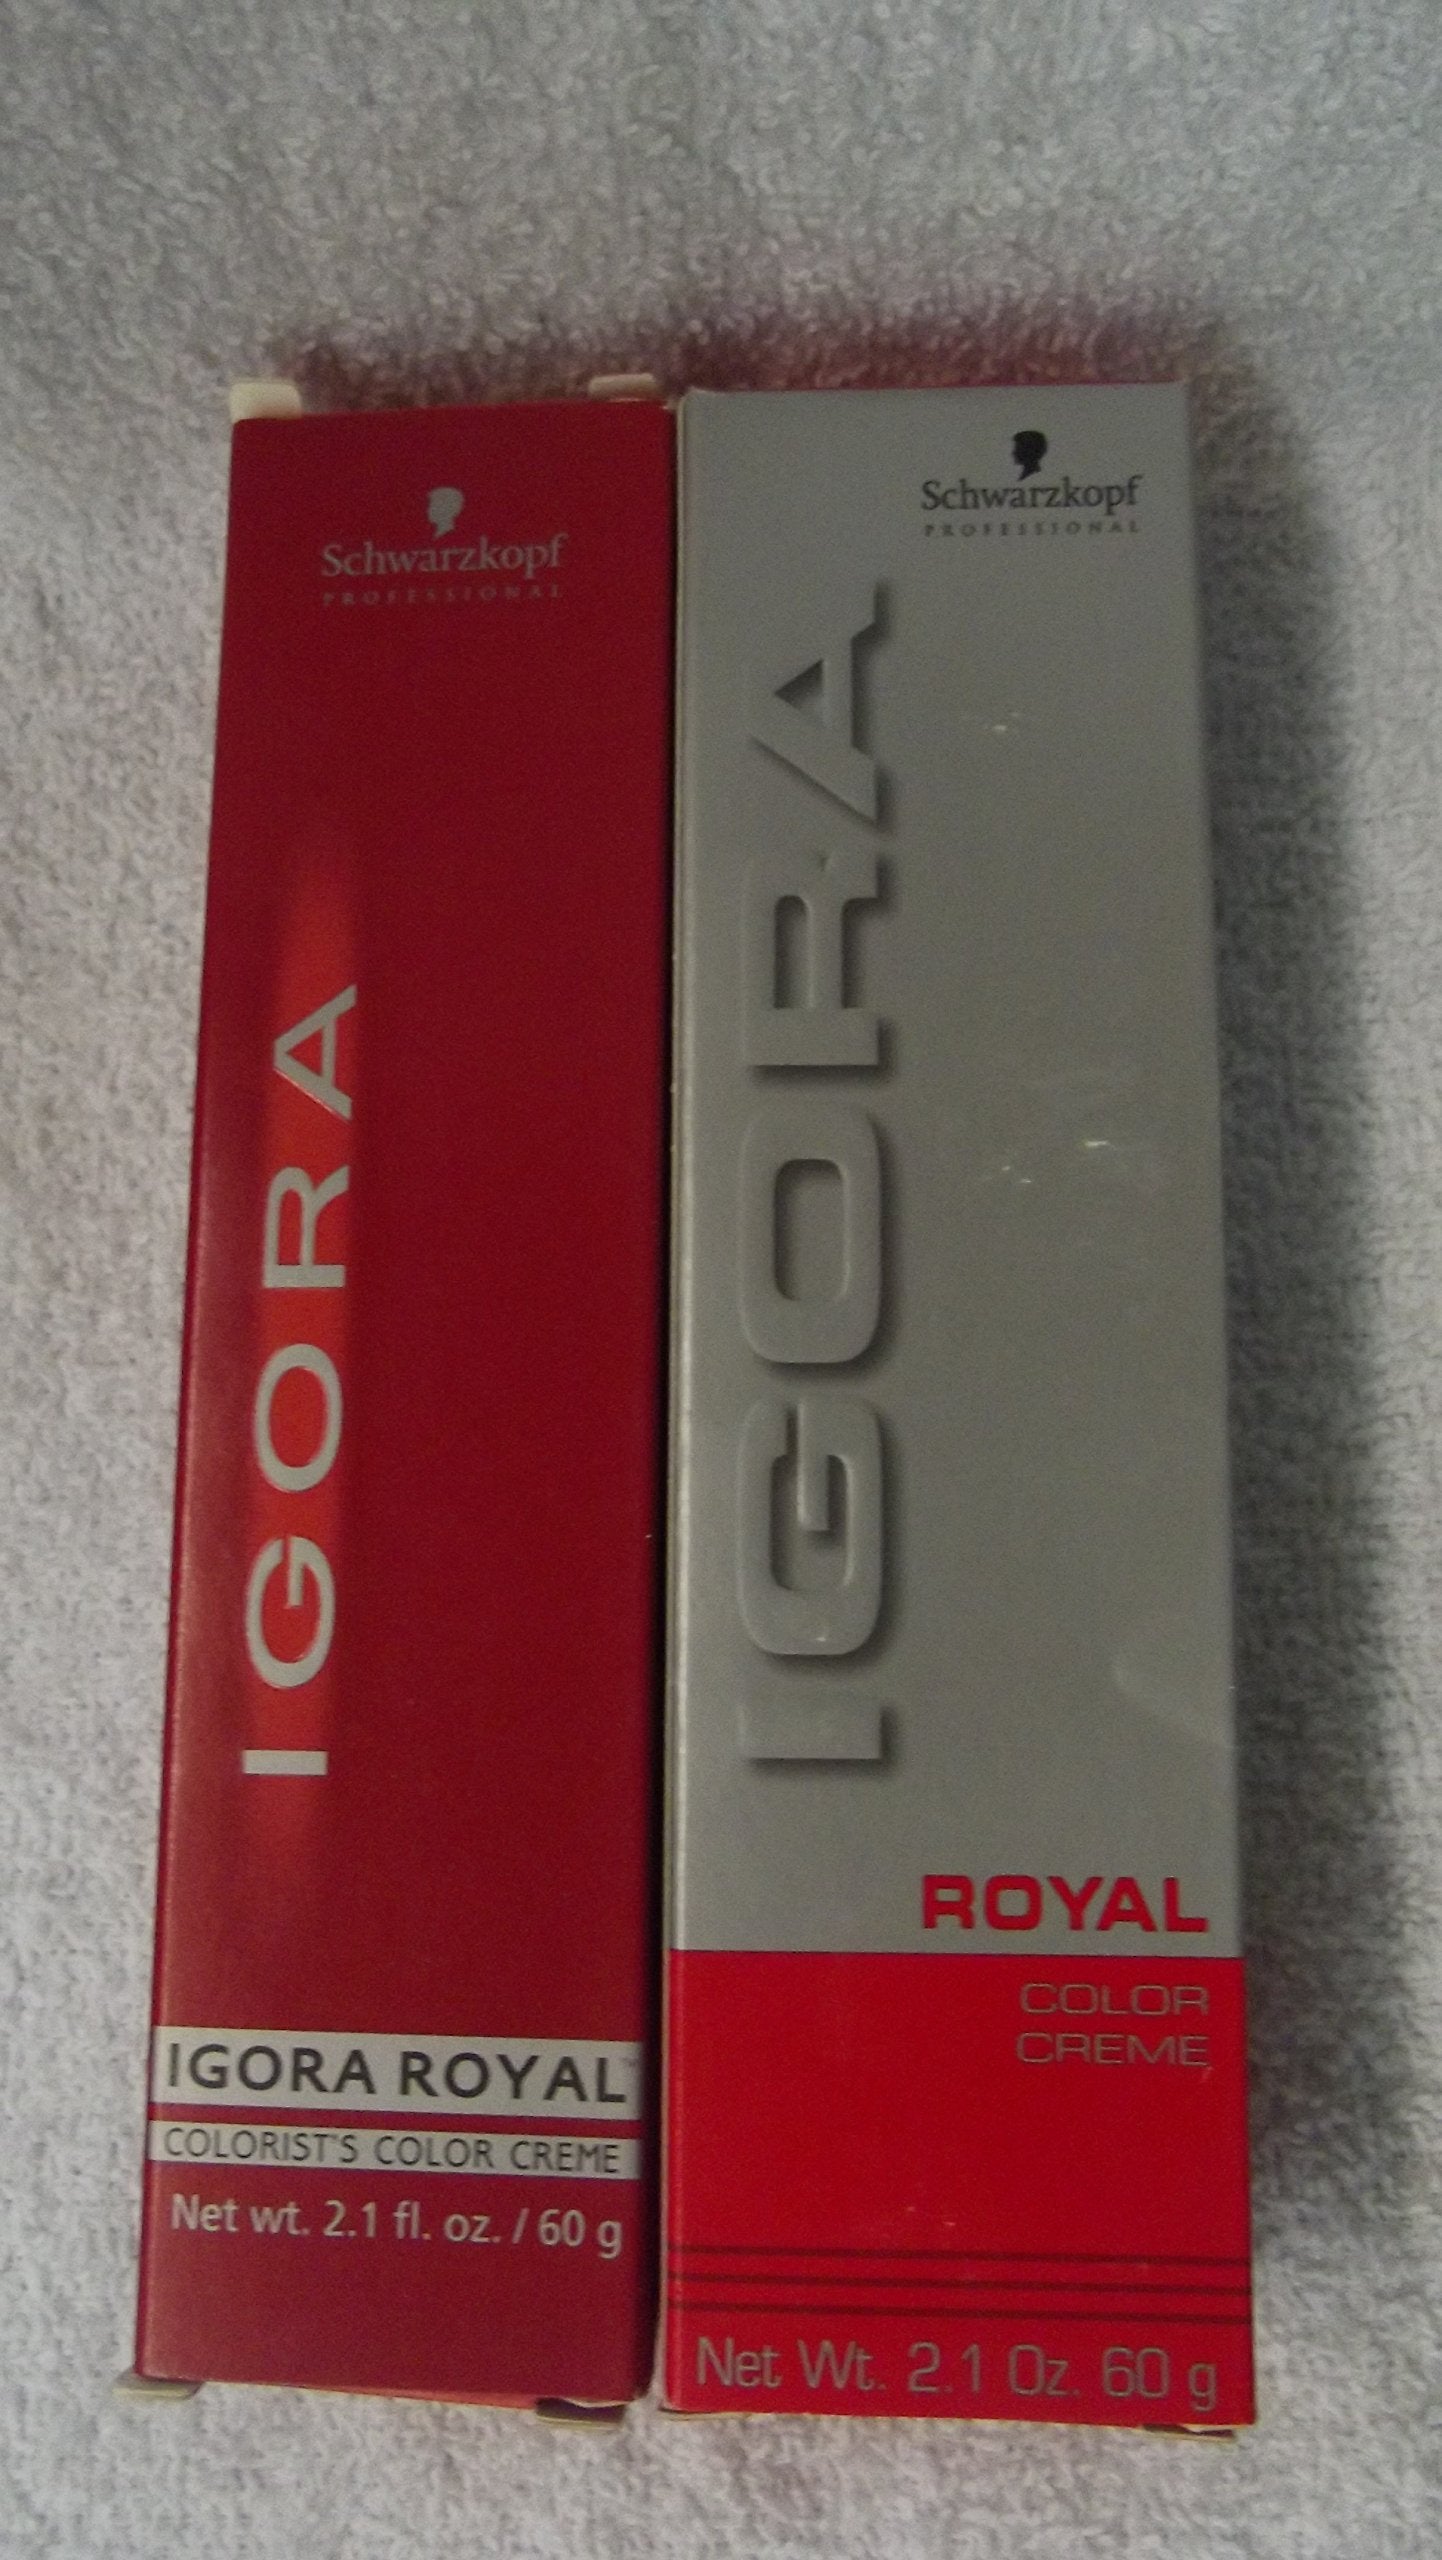 Schwarzkopf
PROFESSIONAL
IGORA
IGORA ROYAL™
COLORIST'S COLOR CREME
Net wt. 2.1 fl. oz. / 60 g
Schwarzkopf
PROFESSIONAL
IGORA
ROYAL
COLOR
CREME
Net Wt. 2.1 Oz. 60 g